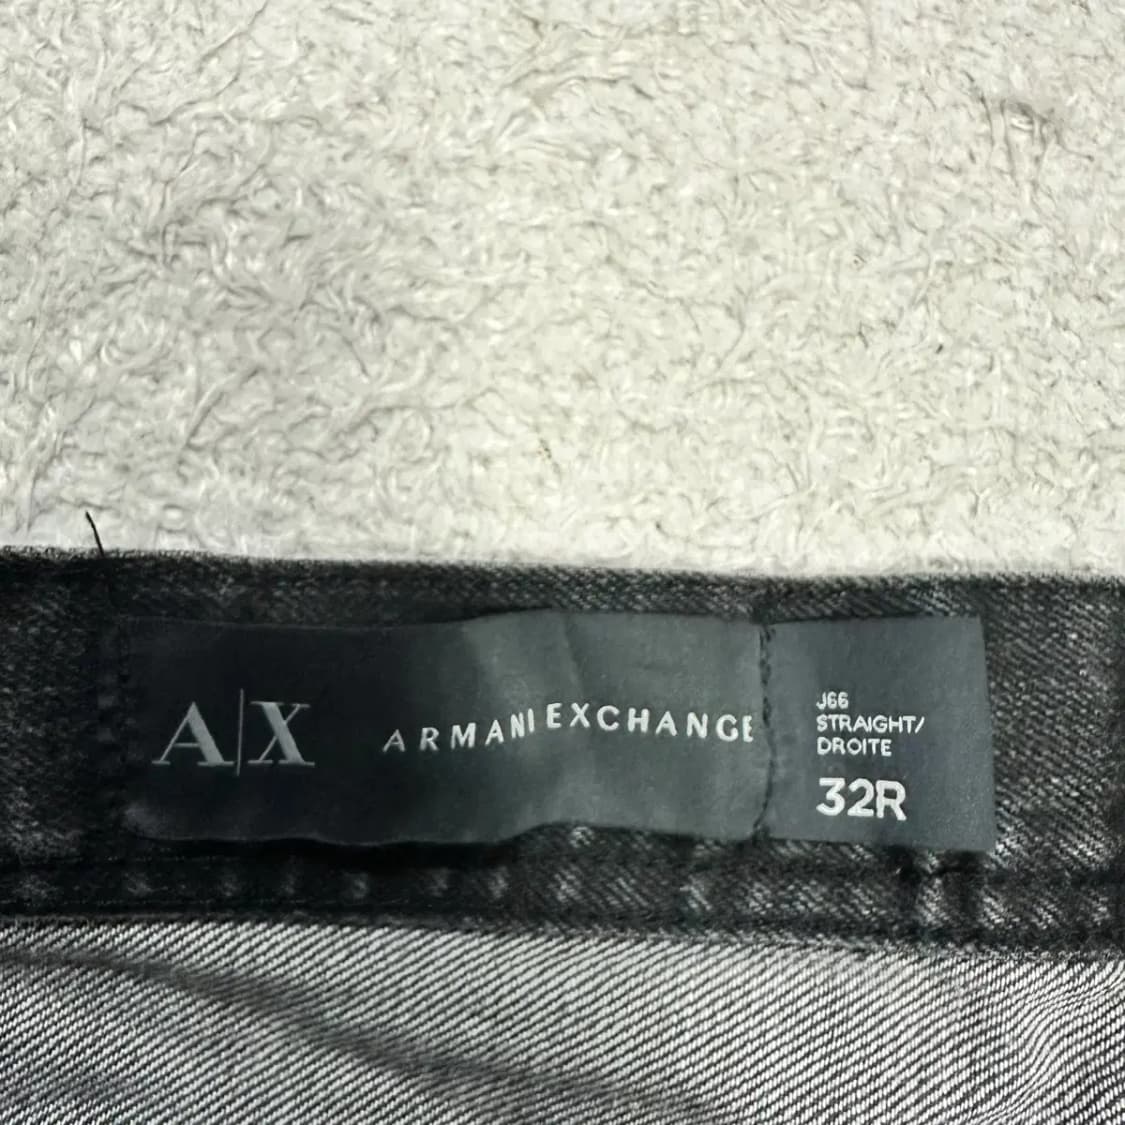 A|X ARMANI EXCHANGE
J66
STRAIGHT/
DROITE
32R